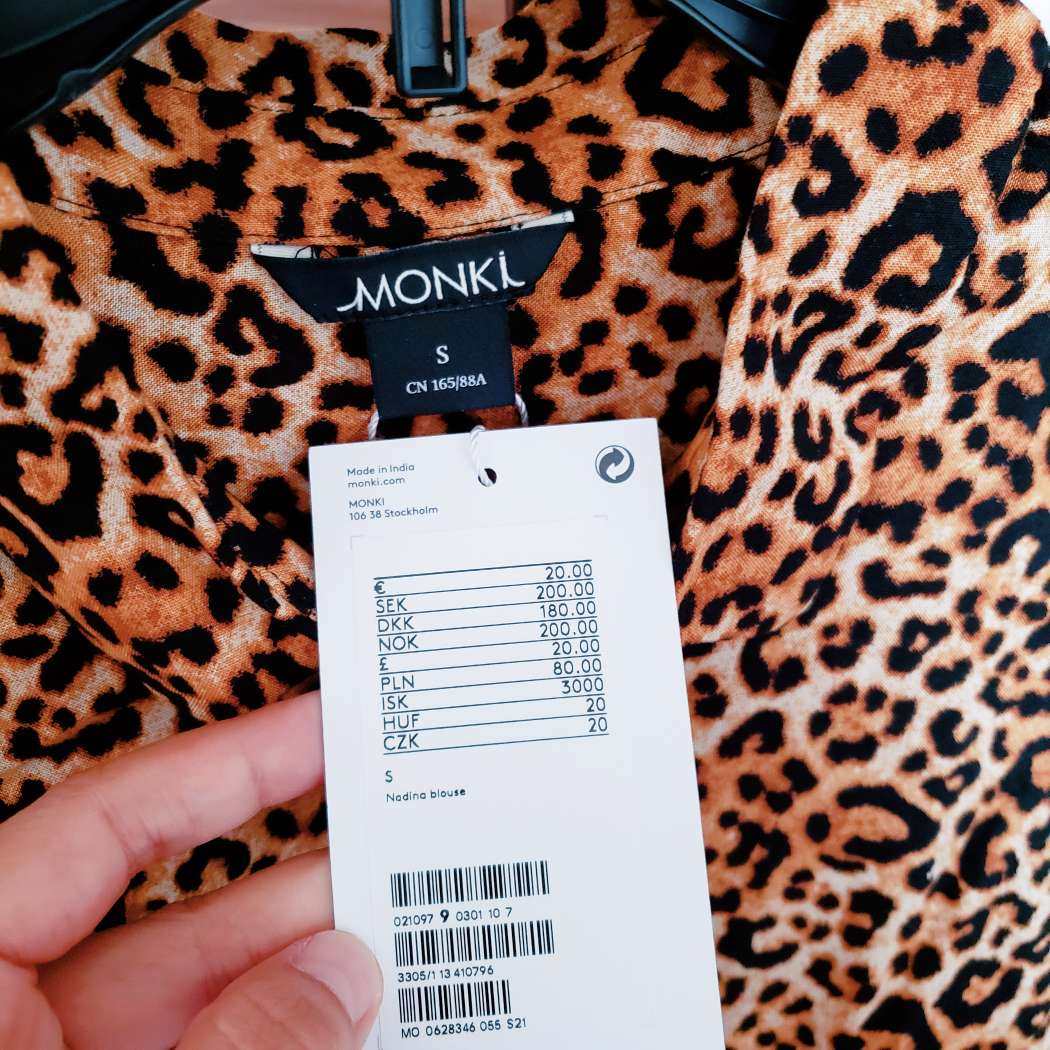 MONKi
S
CN 165/88A
Made in India
monki.com
MONKI
106 38 Stockholm
€ 20.00
SEK 200.00
DKK 180.00
NOK 200.00
£ 20.00
PLN 80.00
ISK 3000
HUF 20
CZK 20
S
Nadina blouse
021097 9 0301 10 7
3305/1 13 410796
MO 0628346 055 S21